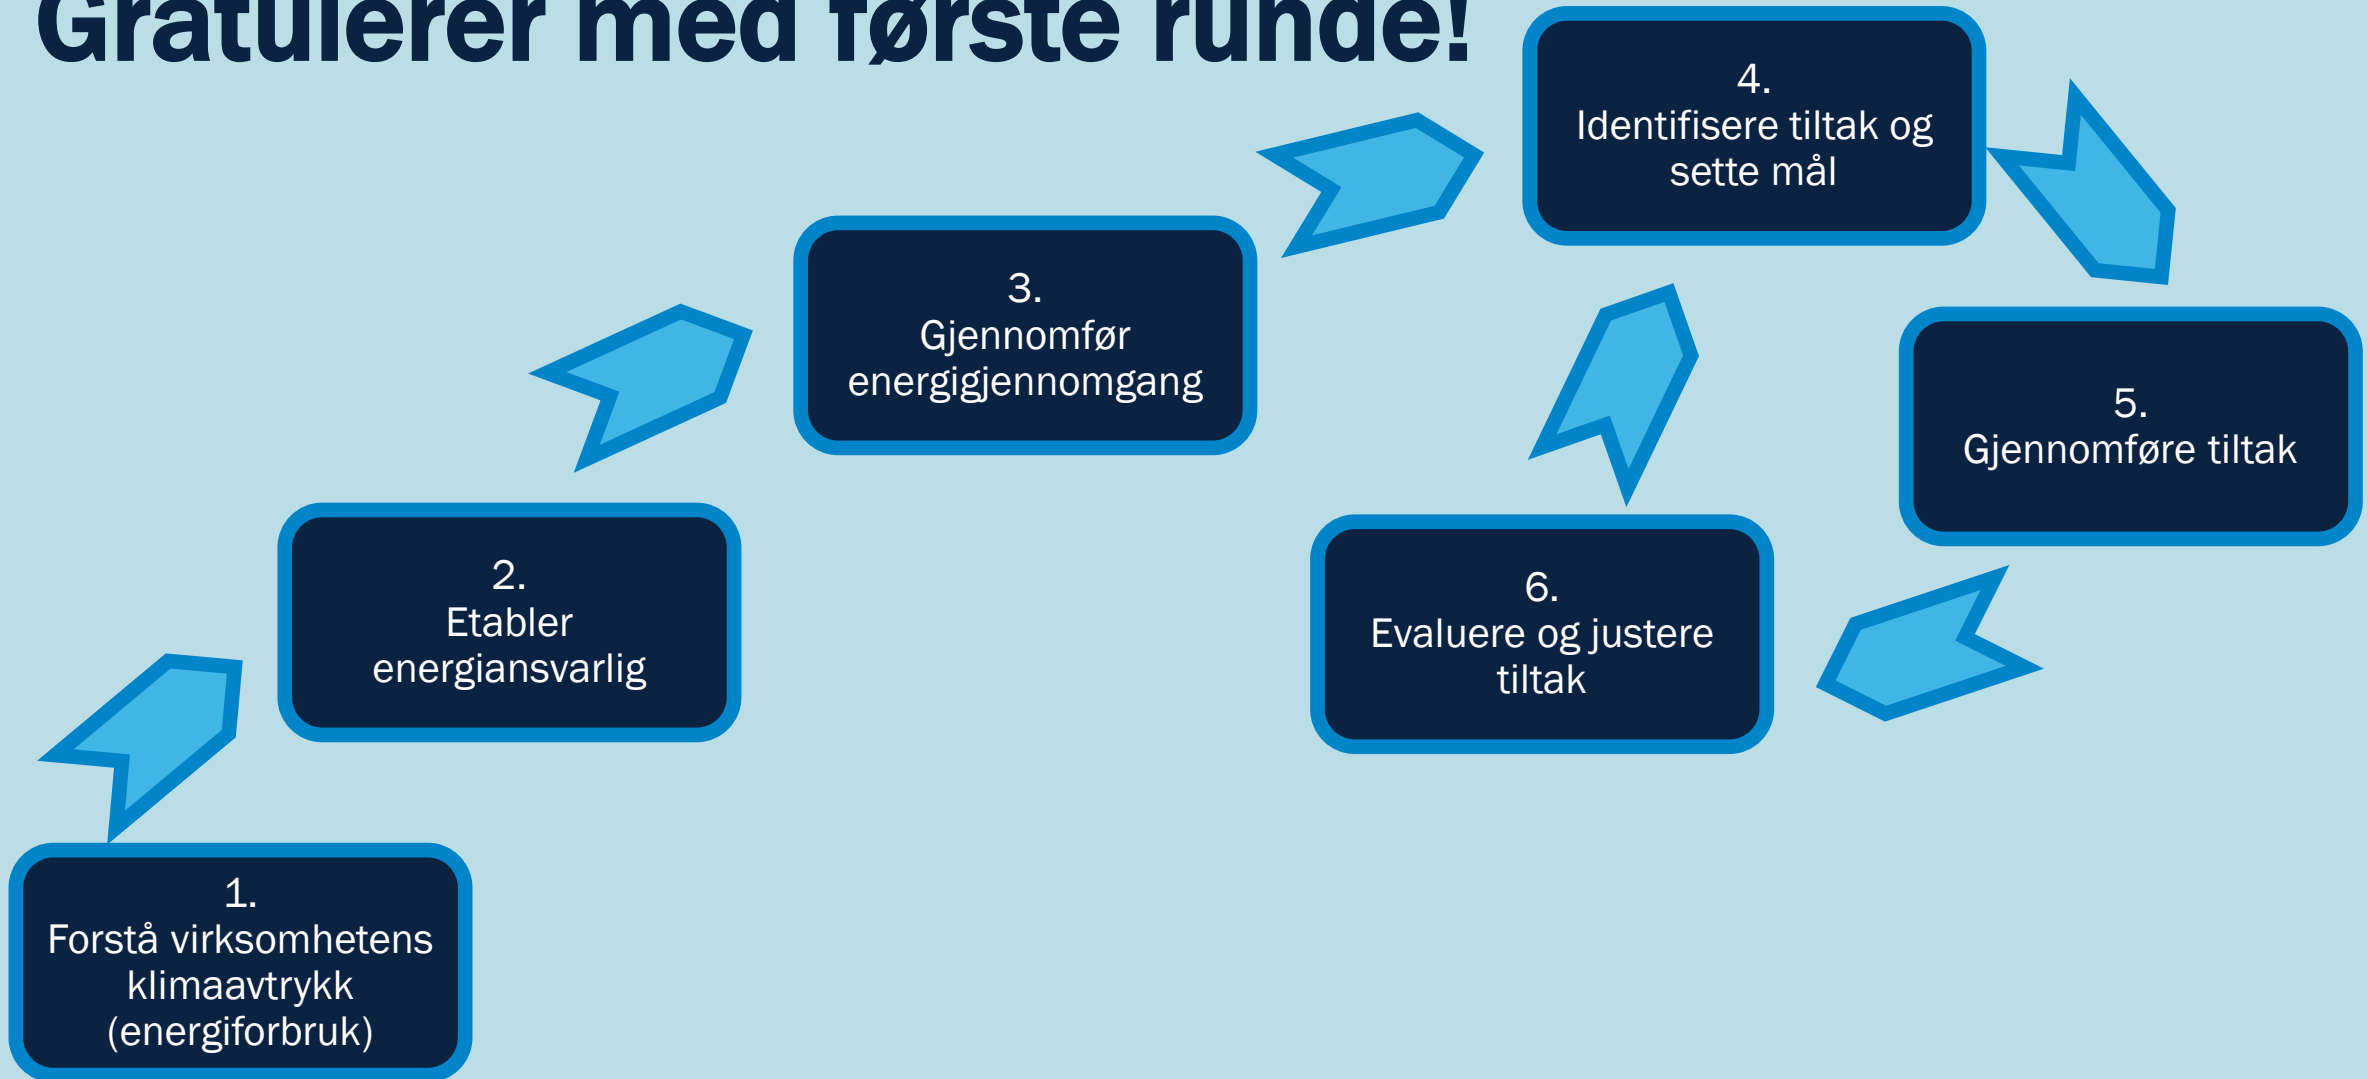 Gratulerer med første runde!
4.
Identifisere tiltak og
sette mål
3.
Gjennomfør
energigjennomgang
5.
Gjennomføre tiltak
2.
Etabler
energiansvarlig
6.
Evaluere og justere
tiltak
1.
Forstå virksomhetens
klimaavtrykk
(energiforbruk)